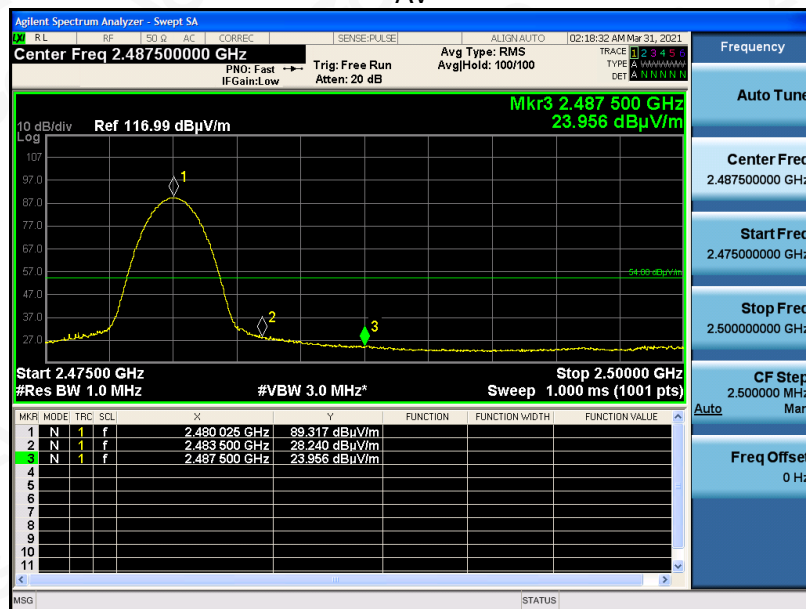 AV
Agilent Spectrum Analyzer - Swept SA
LXI RL RF 50 Ω AC CORREC SENSE:PULSE ALIGN AUTO 02:18:32 AM Mar 31, 2021
Center Freq 2.487500000 GHz
PNO: Fast
IFGain:Low
Trig: Free Run
Atten: 20 dB
Avg Type: RMS
Avg|Hold: 100/100
TRACE 1 2 3 4 5 6
TYPE A WWWWW
DET A N N N N N
Mkr3 2.487 500 GHz
23.956 dBµV/m
10 dB/div Ref 116.99 dBµV/m
Log
107
97.0
87.0
77.0
67.0
57.0
47.0
37.0
27.0
1
2
3
54.00 dBµV/m
Start 2.47500 GHz Stop 2.50000 GHz
#Res BW 1.0 MHz #VBW 3.0 MHz* Sweep 1.000 ms (1001 pts)
MKR MODE TRC SCL X Y FUNCTION FUNCTION WIDTH FUNCTION VALUE
1 N 1 f 2.480 025 GHz 89.317 dBµV/m
2 N 1 f 2.483 500 GHz 28.240 dBµV/m
3 N 1 f 2.487 500 GHz 23.956 dBµV/m
4
5
6
7
8
9
10
11
MSG STATUS
Frequency
Auto Tune
Center Freq
2.487500000 GHz
Start Freq
2.475000000 GHz
Stop Freq
2.500000000 GHz
CF Step
2.500000 MHz
Auto Man
Freq Offset
0 Hz